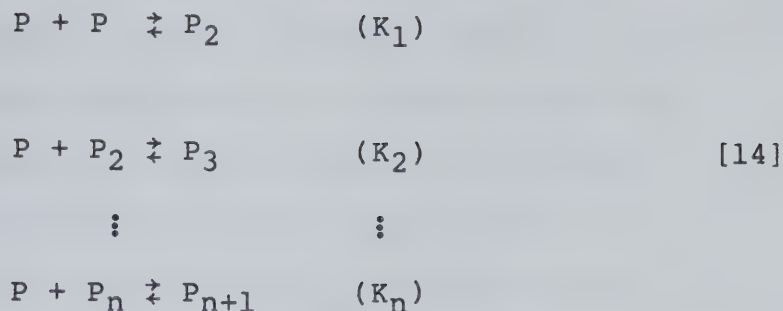 P + P ⇄ P₂ (K₁)
P + P₂ ⇄ P₃ (K₂) [14]
⋮ ⋮
P + Pₙ ⇄ Pₙ₊₁ (Kₙ)